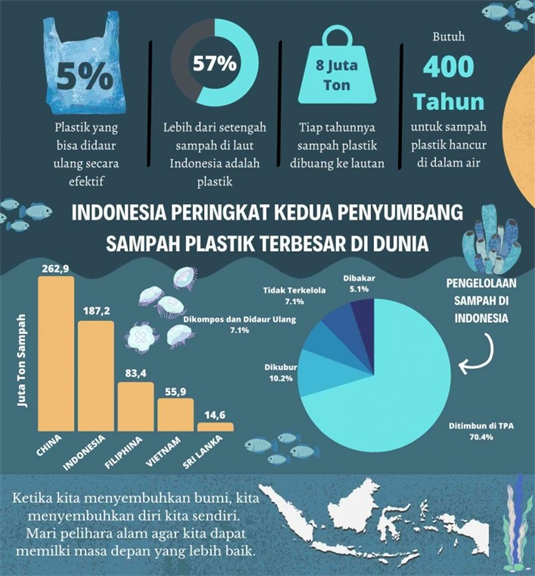 5%
Plastik yang
bisa didaur
ulang secara
efektif
57%
Lebih dari setengah
sampah di laut
Indonesia adalah
plastik
8 Juta
Ton
Tiap tahunnya
sampah plastik
dibuang ke lautan
Butuh
400
Tahun
untuk sampah
plastik hancur
di dalam air
INDONESIA PERINGKAT KEDUA PENYUMBANG
SAMPAH PLASTIK TERBESAR DI DUNIA
Juta Ton Sampah
262,9
187,2
83,4
55,9
14,6
CHINA
INDONESIA
FILIPHINA
VIETNAM
SRI LANKA
PENGELOLAAN
SAMPAH DI
INDONESIA
Dibakar
5.1%
Tidak Terkelola
7.1%
Dikompos dan Didaur Ulang
7.1%
Dikubur
10.2%
Ditimbun di TPA
70.4%
Ketika kita menyembuhkan bumi, kita
menyembuhkan diri kita sendiri.
Mari pelihara alam agar kita dapat
memilki masa depan yang lebih baik.